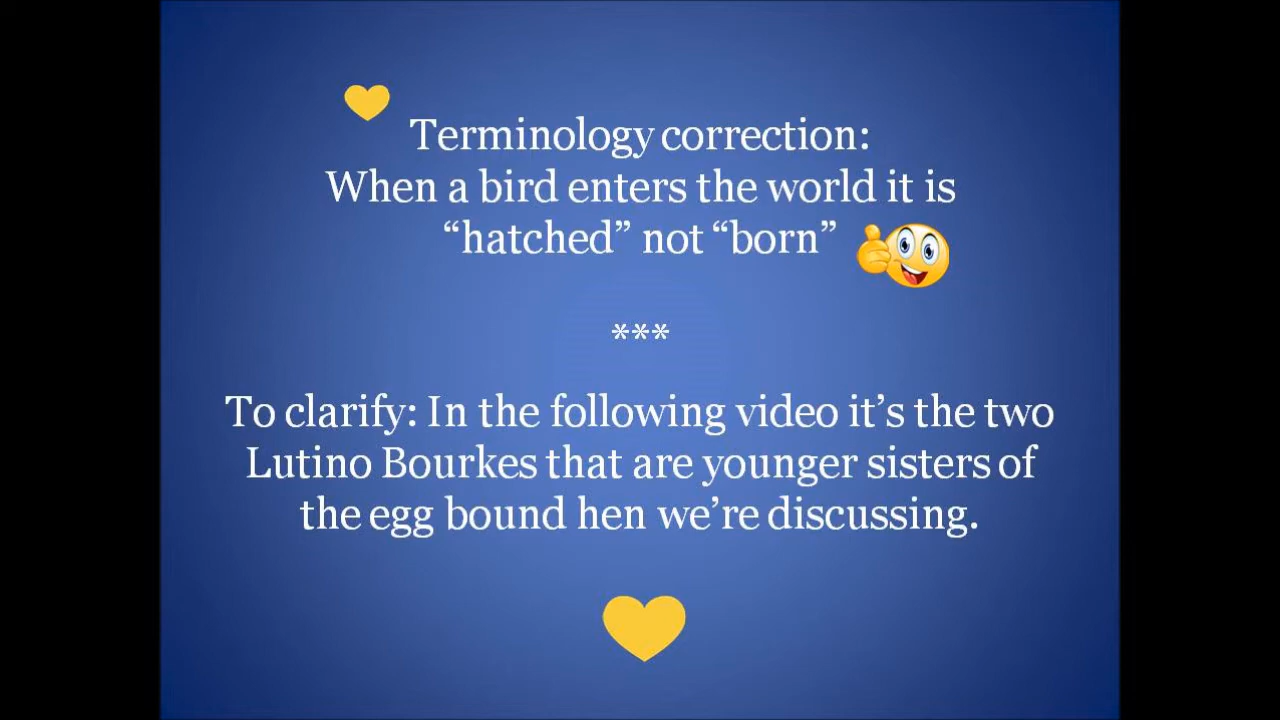 Terminology correction:
When a bird enters the world it is
“hatched” not “born”
***
To clarify: In the following video it’s the two
Lutino Bourkes that are younger sisters of
the egg bound hen we’re discussing.